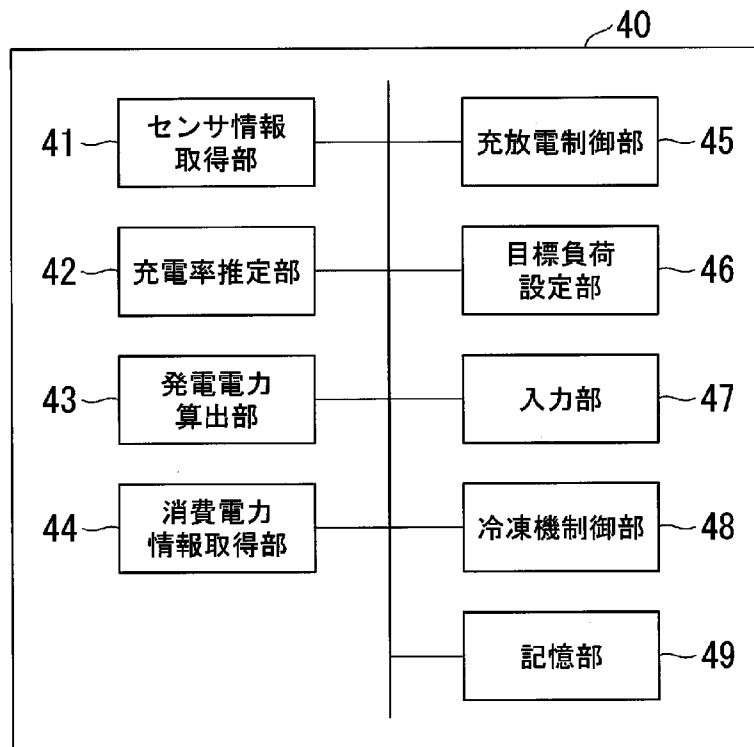 40
41
センサ情報
取得部
42
充電率推定部
43
発電電力
算出部
44
消費電力
情報取得部
充放電制御部
45
目標負荷
設定部
46
入力部
47
冷凍機制御部
48
記憶部
49